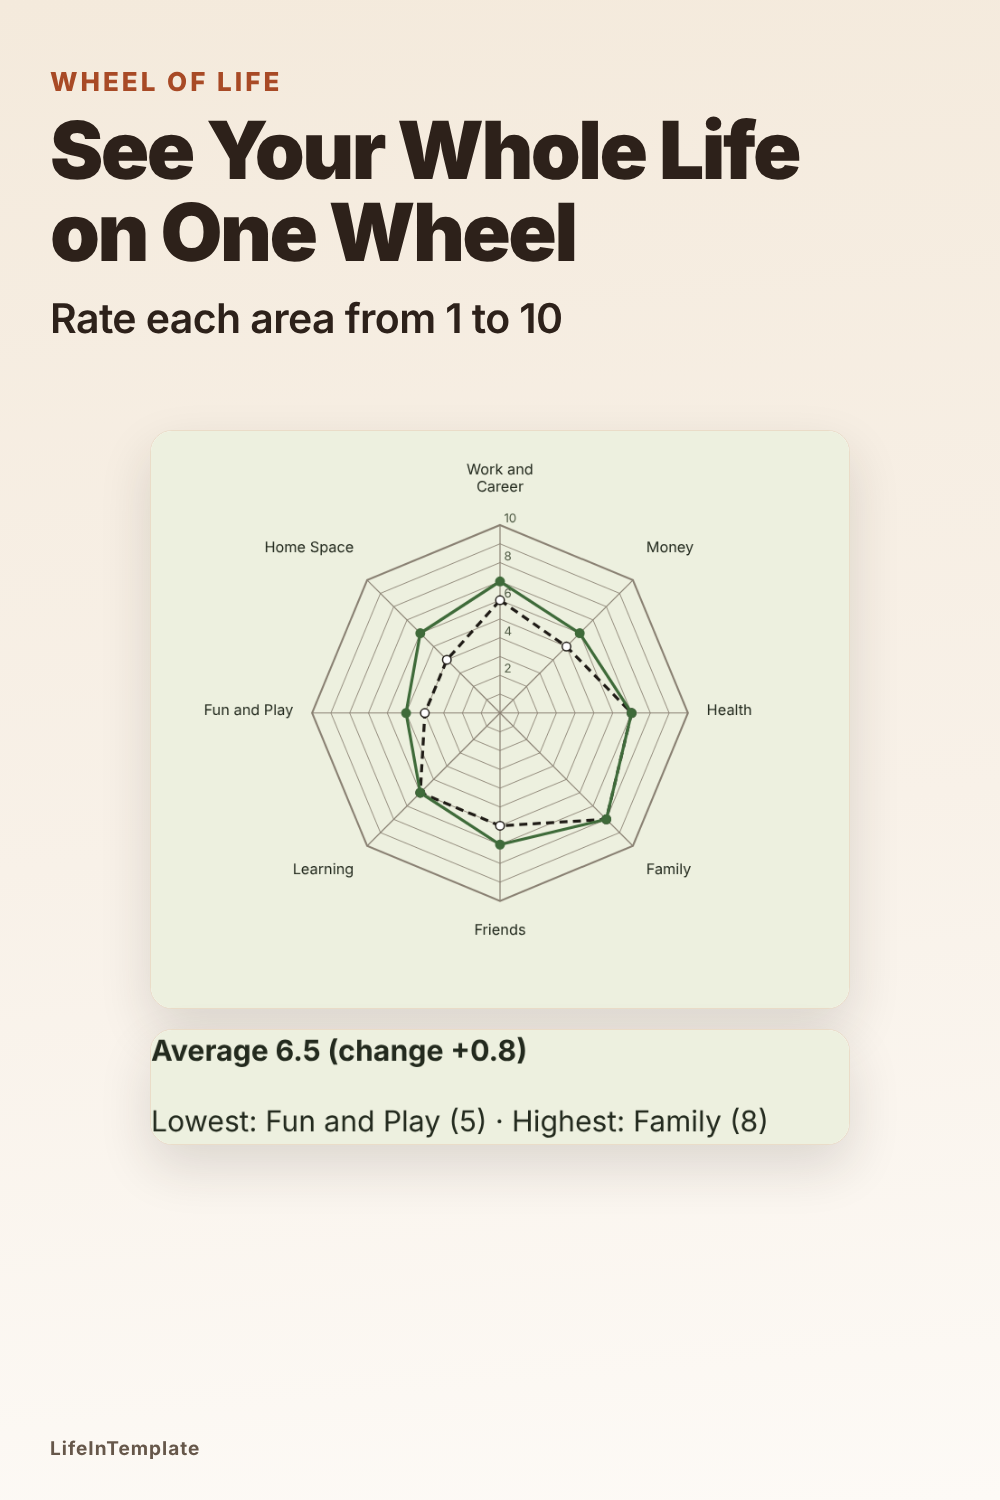 WHEEL OF LIFE
See Your Whole Life
on One Wheel
Rate each area from 1 to 10
Work and
Career
10
Home Space
Money
8
6
4
2
Fun and Play
Health
Learning
Family
Friends
Average 6.5 (change +0.8)
Lowest: Fun and Play (5) · Highest: Family (8)
LifeInTemplate